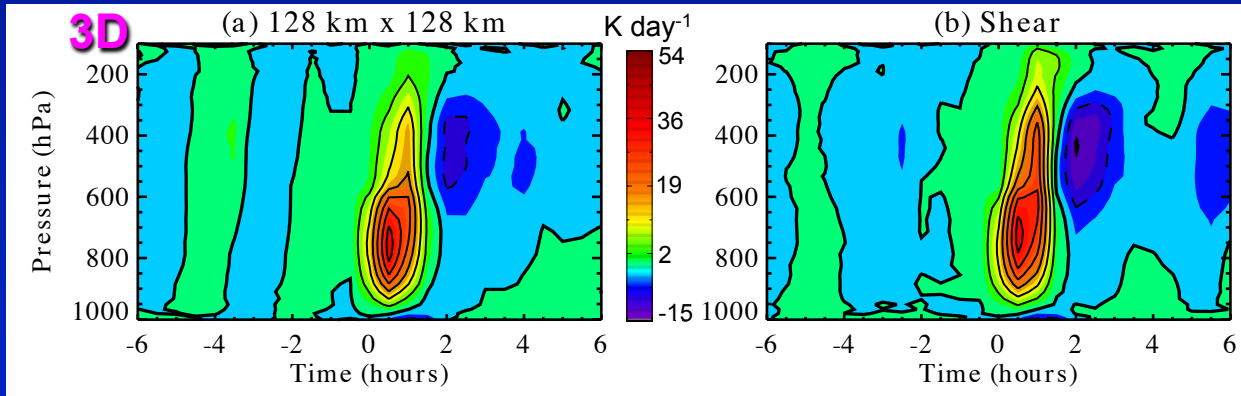 3D
(a) 128 km x 128 km
K day-1
(b) Shear
Pressure (hPa)
200
400
600
800
1000
-6 -4 -2 0 2 4 6
Time (hours)
54
36
19
2
-15
200
400
600
800
1000
-6 -4 -2 0 2 4 6
Time (hours)